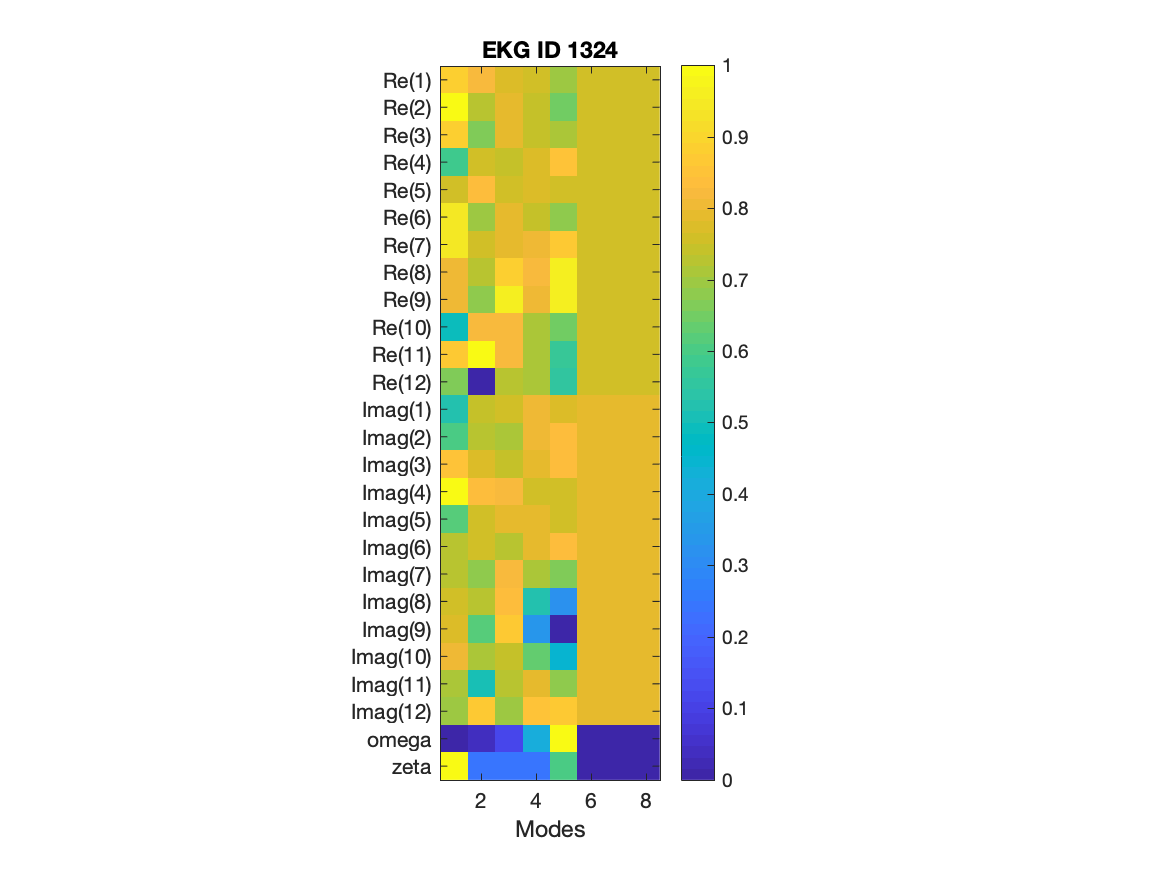 EKG ID 1324
Re(1)
Re(2)
Re(3)
Re(4)
Re(5)
Re(6)
Re(7)
Re(8)
Re(9)
Re(10)
Re(11)
Re(12)
Imag(1)
Imag(2)
Imag(3)
Imag(4)
Imag(5)
Imag(6)
Imag(7)
Imag(8)
Imag(9)
Imag(10)
Imag(11)
Imag(12)
omega
zeta
2 4 6 8
Modes
1
0.9
0.8
0.7
0.6
0.5
0.4
0.3
0.2
0.1
0